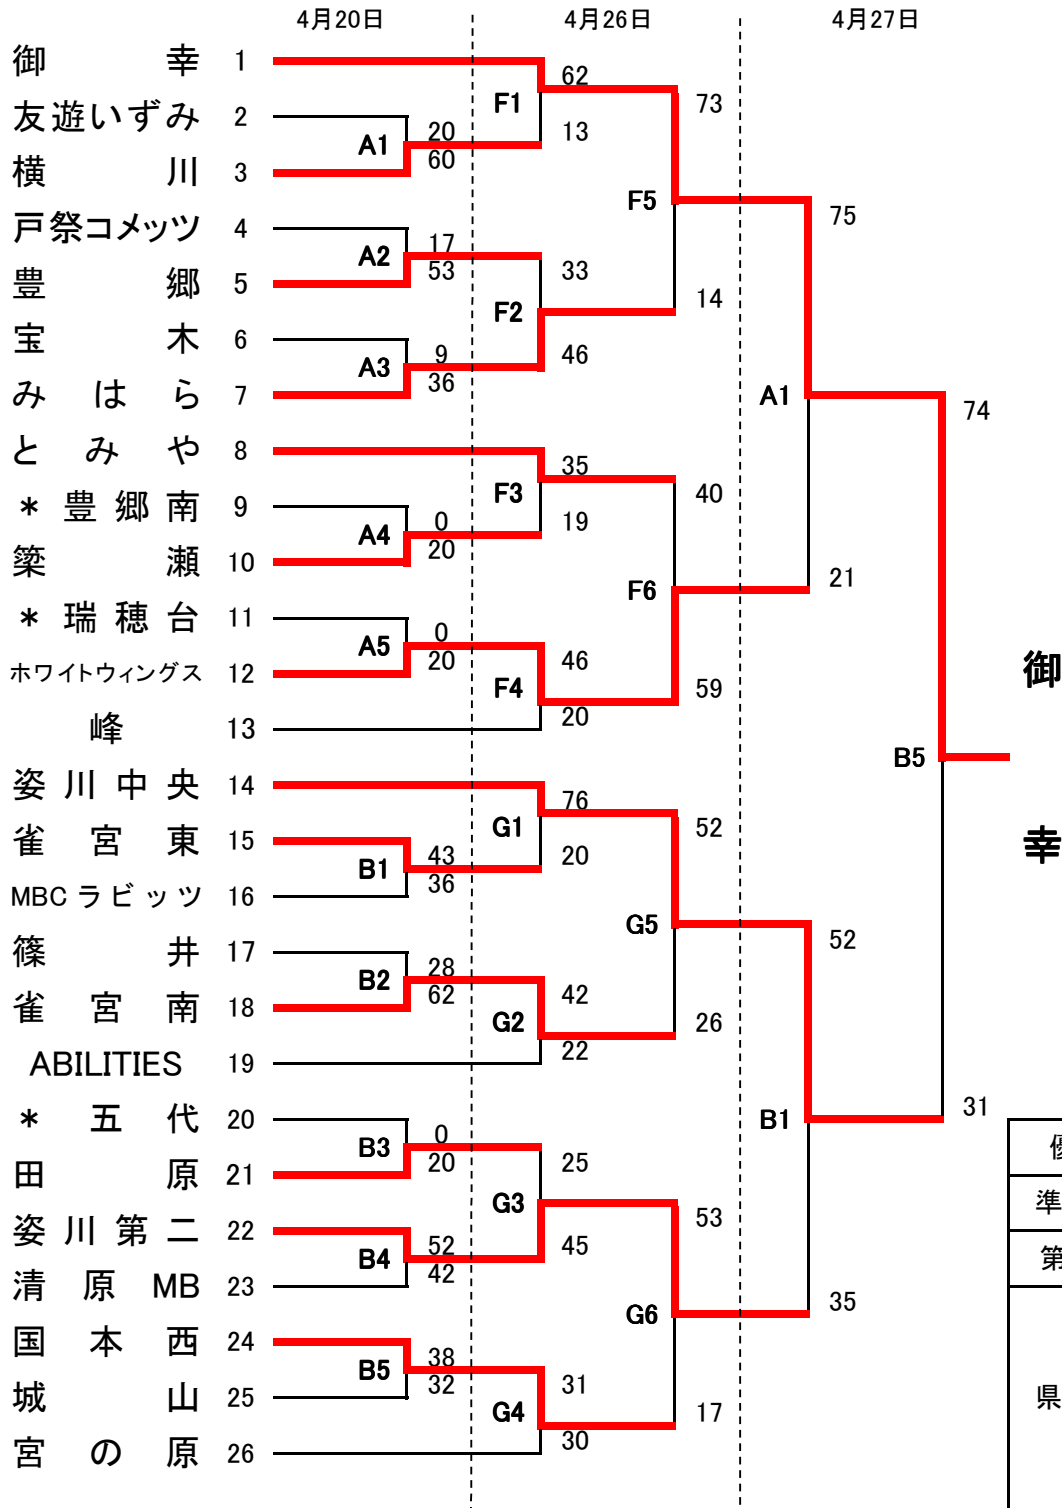 4月20日 4月26日 4月27日
御幸 1
友遊いずみ 2
横川 3
戸祭コメッツ 4
豊郷 5
宝木 6
みはら 7
とみや 8
* 豊郷南 9
簗瀬 10
* 瑞穂台 11
ホワイトウィングス 12
峰 13
姿川中央 14
雀宮東 15
MBCラビッツ 16
篠井 17
雀宮南 18
ABILITIES 19
* 五代 20
田原 21
姿川第二 22
清原MB 23
国本西 24
城山 25
宮の原 26
A1 20 60
A2 17 53
A3 9 36
A4 0 20
A5 0 20
B1 43 36
B2 28 62
B3 0 20
B4 52 42
B5 38 32
F1 62 13
F2 33 46
F3 35 19
F4 46 20
G1 76 20
G2 42 22
G3 25 45
G4 31 30
F5 73 14
F6 40 59
G5 52 26
G6 53 17
A1 75 21
B1 52 35
B5 74 31
御幸
準
第
県